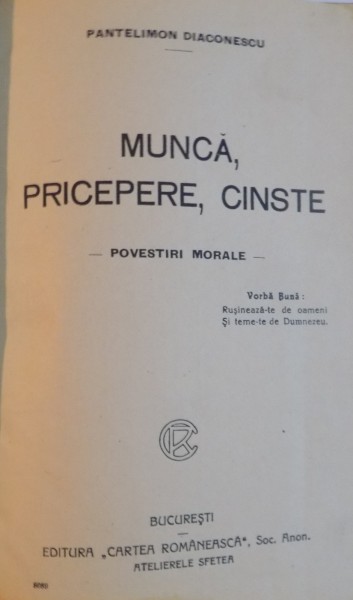 PANTELIMON DIACONESCU
MUNCĂ,
PRICEPERE, CINSTE
— POVESTIRI MORALE —
Vorbă Bună :
Rușinează-te de oameni
Și teme-te de Dumnezeu.
BUCUREȘTI
EDITURA „CARTEA ROMÂNEASCĂ", Soc. Anon.
ATELIERELE SFETEA